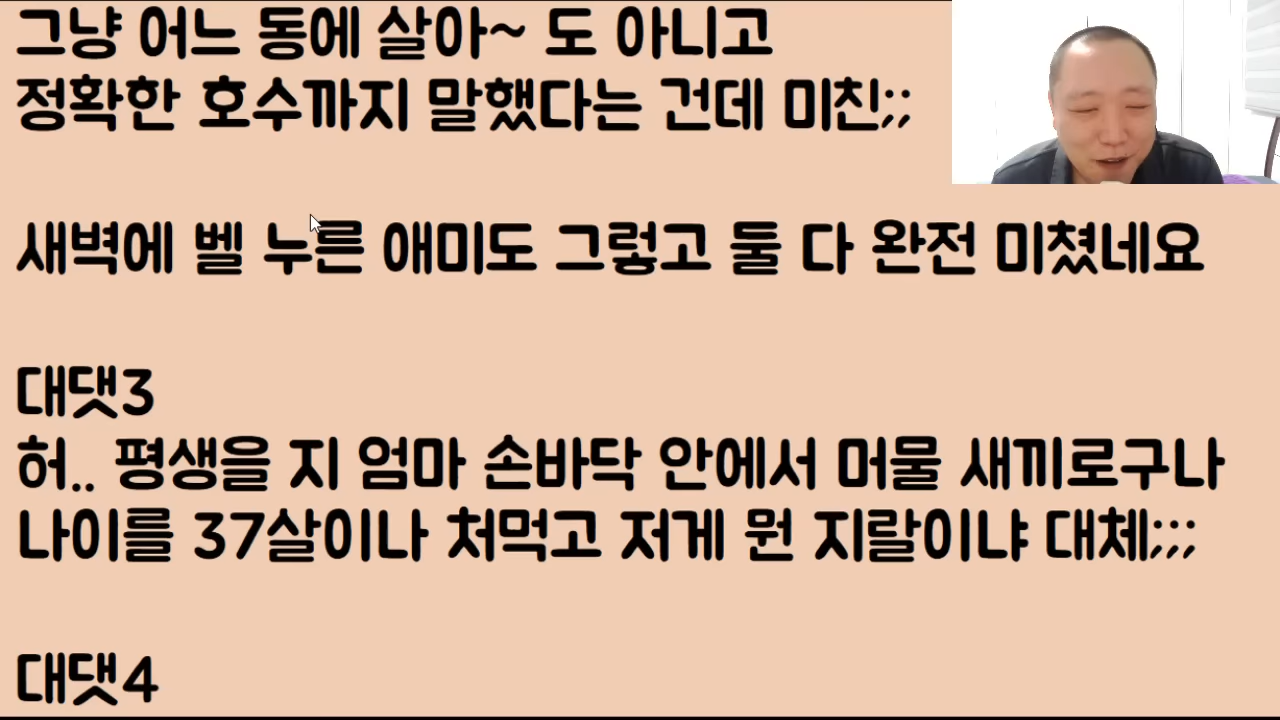 그냥 어느 동에 살아~ 도 아니고
정확한 호수까지 말했다는 건데 미친;;
새벽에 벨 누른 애미도 그렇고 둘 다 완전 미쳤네요
대댓3
허.. 평생을 지 엄마 손바닥 안에서 머물 새끼로구나
나이를 37살이나 처먹고 저게 뭔 지랄이냐 대체;;;
대댓4